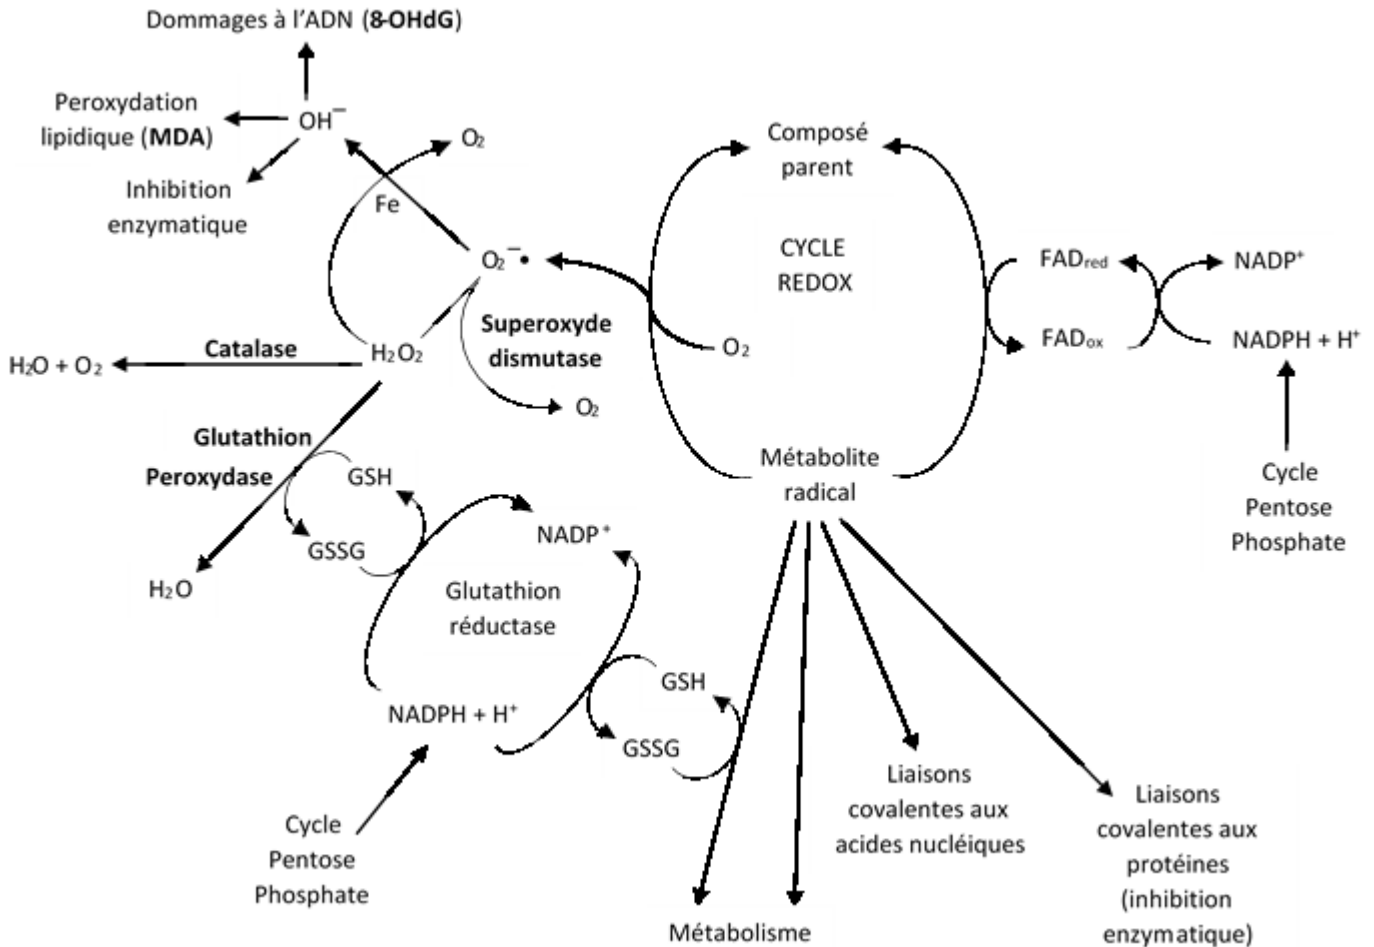 Dommages à l'ADN (8-OHdG)
Peroxydation
lipidique (MDA)
OH⁻
O₂
Inhibition
enzymatique
Fe
Composé
parent
O₂⁻•
CYCLE
REDOX
FADred
NADP⁺
Superoxyde
dismutase
O₂
FADox
NADPH + H⁺
H₂O + O₂
Catalase
H₂O₂
O₂
Glutathion
Peroxydase
GSH
GSSG
H₂O
NADP⁺
Glutathion
réductase
Métabolite
radical
Cycle
Pentose
Phosphate
NADPH + H⁺
GSH
GSSG
Cycle
Pentose
Phosphate
Métabolisme
Liaisons
covalentes aux
acides nucléiques
Liaisons
covalentes aux
protéines
(inhibition
enzymatique)